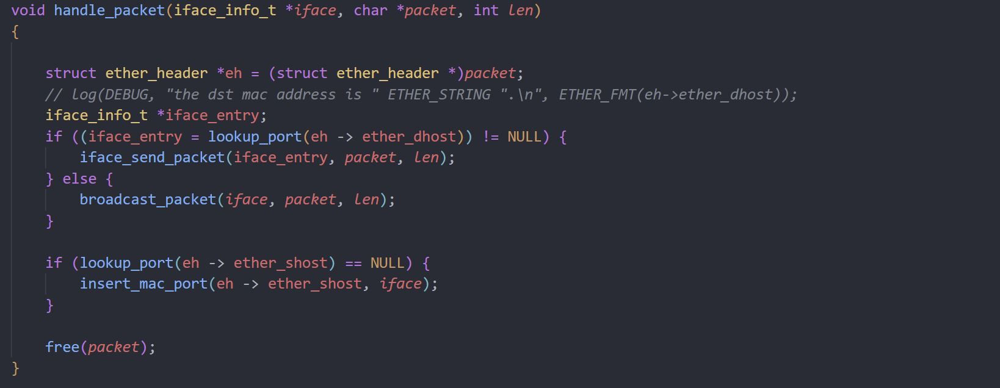 void handle_packet(iface_info_t *iface, char *packet, int len)
{
    struct ether_header *eh = (struct ether_header *)packet;
    // log(DEBUG, "the dst mac address is " ETHER_STRING ".\n", ETHER_FMT(eh->ether_dhost));
    iface_info_t *iface_entry;
    if ((iface_entry = lookup_port(eh -> ether_dhost)) != NULL) {
        iface_send_packet(iface_entry, packet, len);
    } else {
        broadcast_packet(iface, packet, len);
    }
    if (lookup_port(eh -> ether_shost) == NULL) {
        insert_mac_port(eh -> ether_shost, iface);
    }
    free(packet);
}